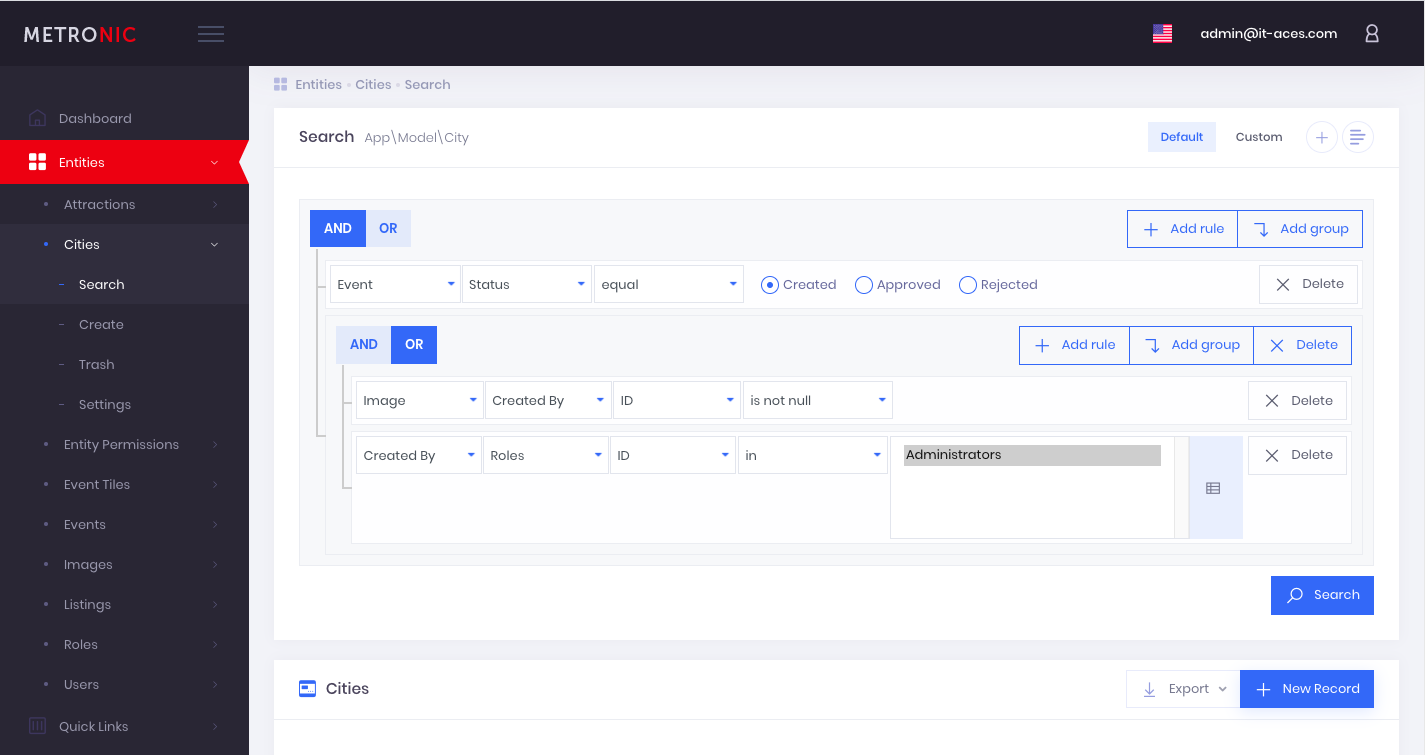 METRONIC
admin@it-aces.com
Dashboard
Entities
Attractions
Cities
Search
Create
Trash
Settings
Entity Permissions
Event Tiles
Events
Images
Listings
Roles
Users
Quick Links
Entities • Cities • Search
Search App\Model\City
Default Custom
AND OR Add rule Add group
Event Status equal Created Approved Rejected Delete
AND OR Add rule Add group Delete
Image Created By ID is not null Delete
Created By Roles ID in Administrators Delete
Search
Cities Export New Record